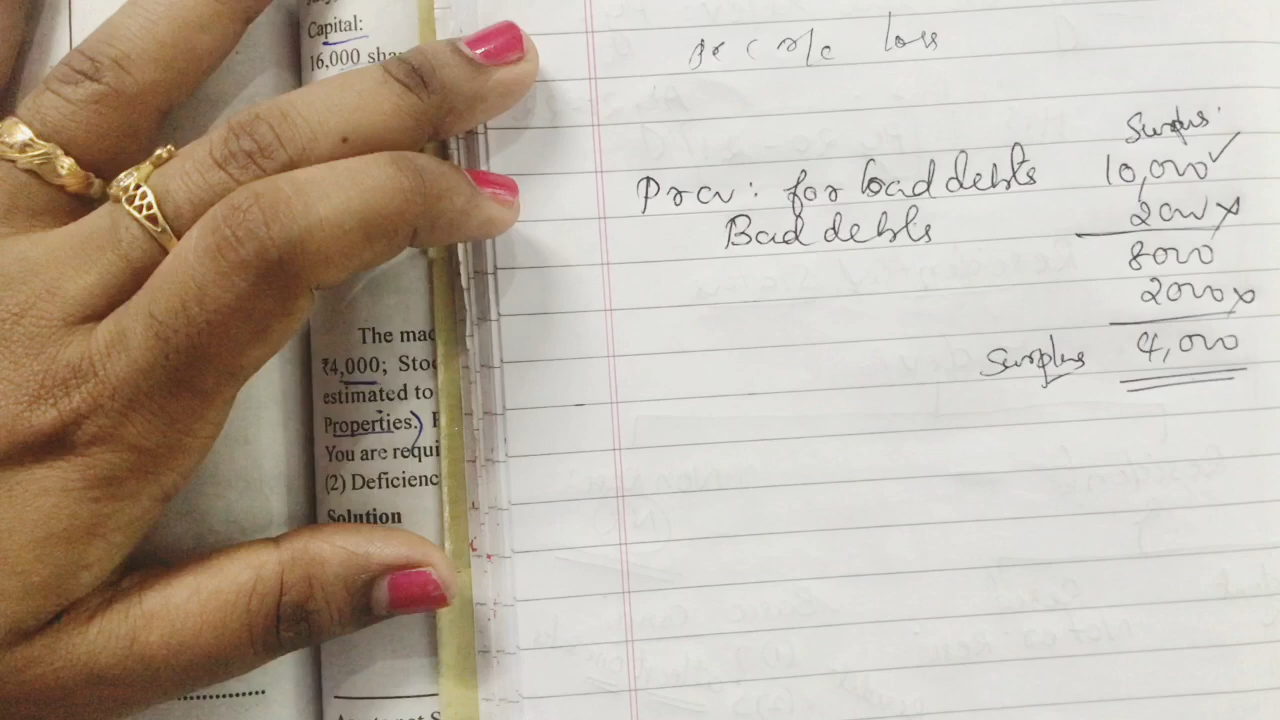 Capital:
16,000 sha
The mac
₹4,000; Sto
estimated to
Properties.)
You are requi
(2) Deficienc
Solution
loss
Surplus
Prov: for bad debts 10,000 ✓
Bad debts 2000 x
8000
2000 x
Surplus 4,000